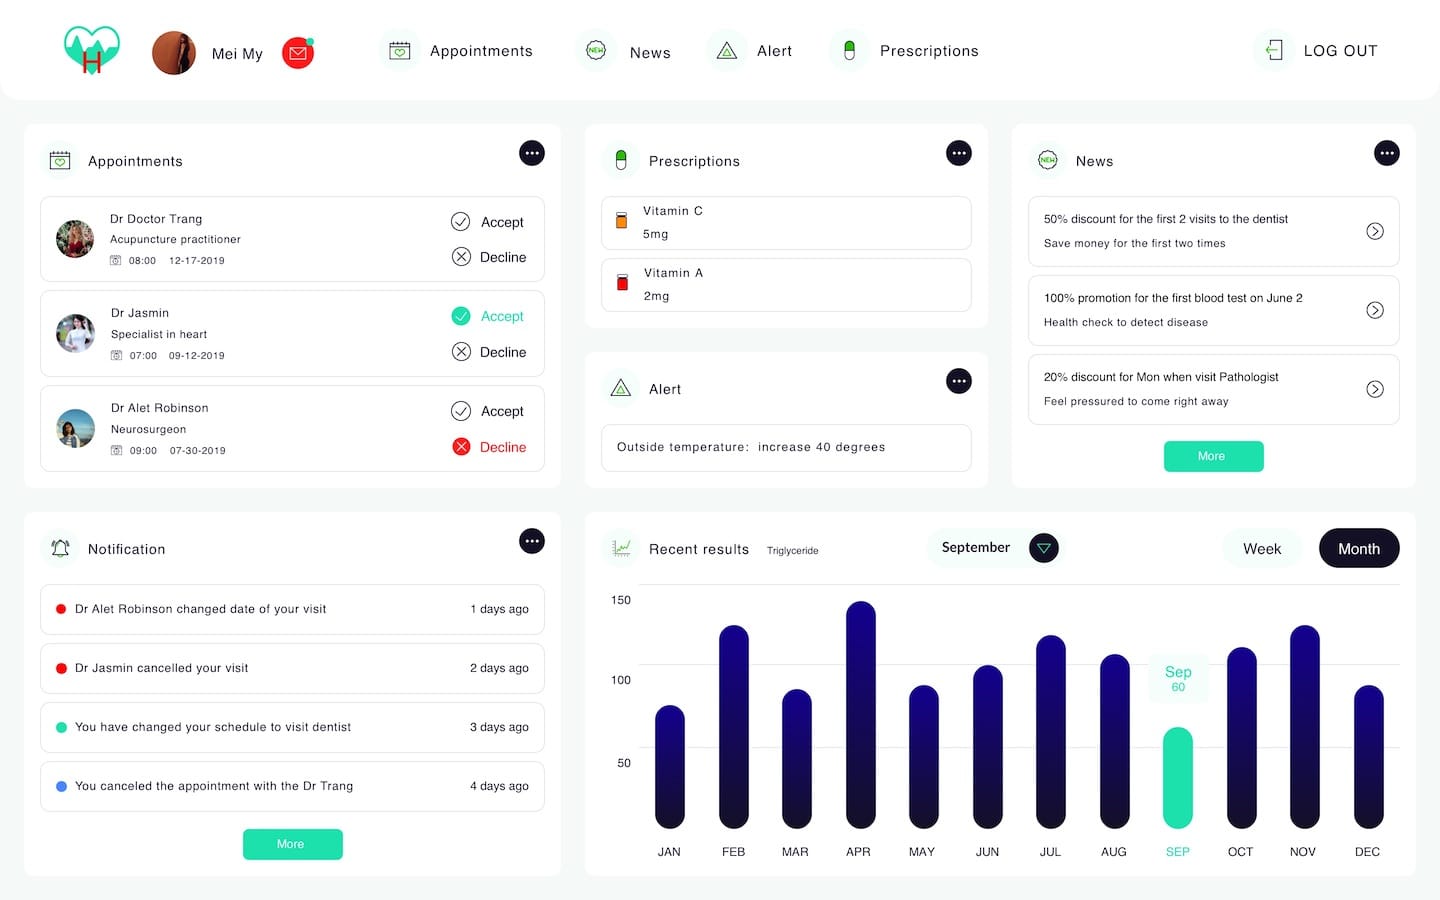 H
Mei My
Appointments
NEW
News
Alert
Prescriptions
LOG OUT
Appointments
Dr Doctor Trang
Acupuncture practitioner
08:00 12-17-2019
Accept
Decline
Dr Jasmin
Specialist in heart
07:00 09-12-2019
Accept
Decline
Dr Alet Robinson
Neurosurgeon
09:00 07-30-2019
Accept
Decline
Prescriptions
Vitamin C
5mg
Vitamin A
2mg
Alert
Outside temperature: increase 40 degrees
NEW
News
50% discount for the first 2 visits to the dentist
Save money for the first two times
100% promotion for the first blood test on June 2
Health check to detect disease
20% discount for Mon when visit Pathologist
Feel pressured to come right away
More
Notification
Dr Alet Robinson changed date of your visit 1 days ago
Dr Jasmin cancelled your visit 2 days ago
You have changed your schedule to visit dentist 3 days ago
You canceled the appointment with the Dr Trang 4 days ago
More
Recent results Triglyceride
September
Week
Month
150
100
50
Sep
60
JAN FEB MAR APR MAY JUN JUL AUG SEP OCT NOV DEC